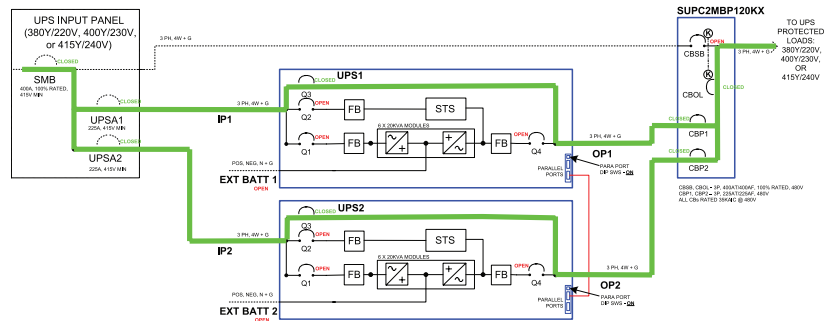 UPS INPUT PANEL
(380Y/220V, 400Y/230V,
or 415Y/240V)
CLOSED
SMB
400A, 100% RATED,
415V MIN
CLOSED
UPSA1
225A, 415V MIN
CLOSED
UPSA2
225A, 415V MIN
3 PH, 4W + G
3 PH, 4W + G
IP1
3 PH, 4W + G
IP2
UPS1
CLOSED
Q3
OPEN
Q2
FB
STS
6 X 20KVA MODULES
OPEN
Q1
FB
FB
OPEN
Q4
POS, NEG, N + G
EXT BATT 1
OPEN
PARALLEL
PORTS
OP1
PARA PORT
DIP SWS - ON
3 PH, 4W + G
UPS2
CLOSED
Q3
OPEN
Q2
FB
STS
6 X 20KVA MODULES
OPEN
Q1
FB
FB
OPEN
Q4
POS, NEG, N + G
EXT BATT 2
OPEN
PARALLEL
PORTS
OP2
PARA PORT
DIP SWS - ON
3 PH, 4W + G
SUPC2MBP120KX
K
OPEN
CBSB
3 PH, 4W + G
K
CLOSED
CBOL
CLOSED
CBP1
CLOSED
CBP2
TO UPS
PROTECTED
LOADS:
380Y/220V,
400Y/230V,
OR
415Y/240V
CBSB, CBOL - 3P, 400AT/400AF, 100% RATED, 480V
CBP1, CBP2 - 3P, 225AT/225AF, 480V
ALL CBs RATED 35KAIC @ 480V